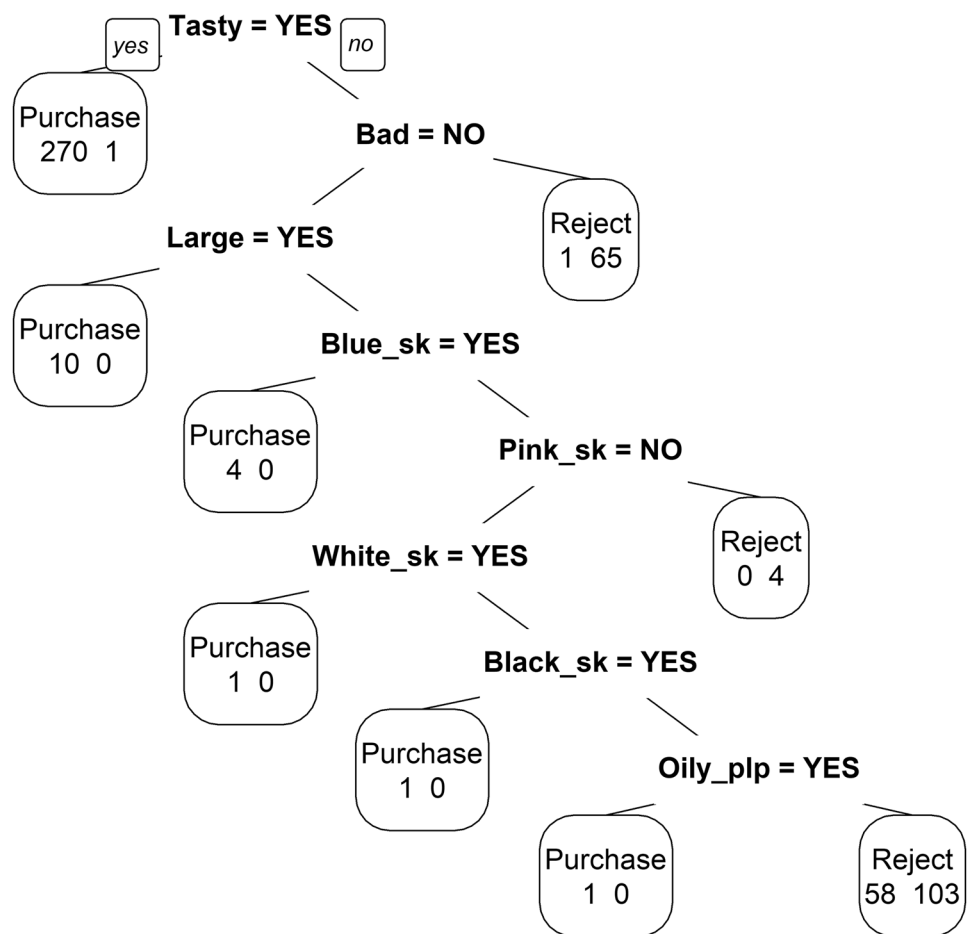 Tasty = YES
yes
no
Purchase
270 1
Bad = NO
Reject
1 65
Large = YES
Purchase
10 0
Blue_sk = YES
Purchase
4 0
Pink_sk = NO
Reject
0 4
White_sk = YES
Purchase
1 0
Black_sk = YES
Purchase
1 0
Oily_plp = YES
Purchase
1 0
Reject
58 103